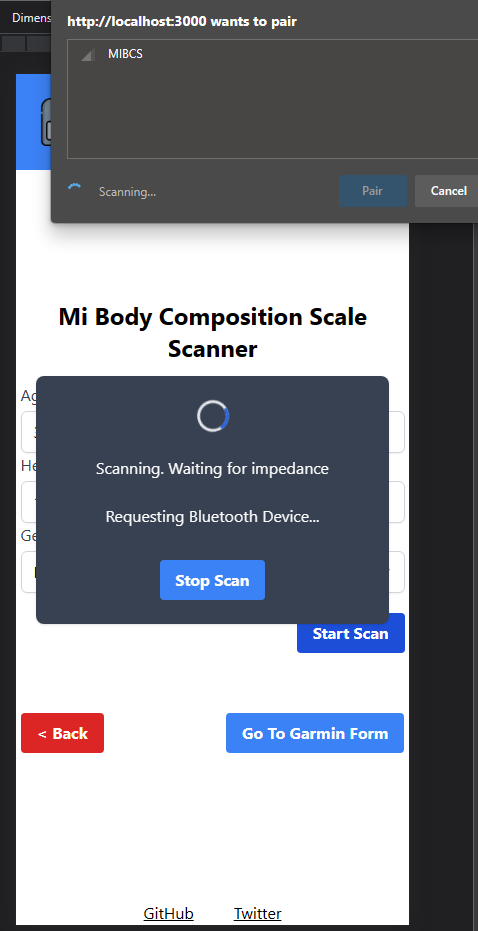 Dimens
http://localhost:3000 wants to pair
MIBCS
Scanning...
Pair
Cancel
Mi Body Composition Scale
Scanner
Ag
He
Ge
Scanning. Waiting for impedance
Requesting Bluetooth Device...
Stop Scan
Start Scan
< Back
Go To Garmin Form
GitHub
Twitter